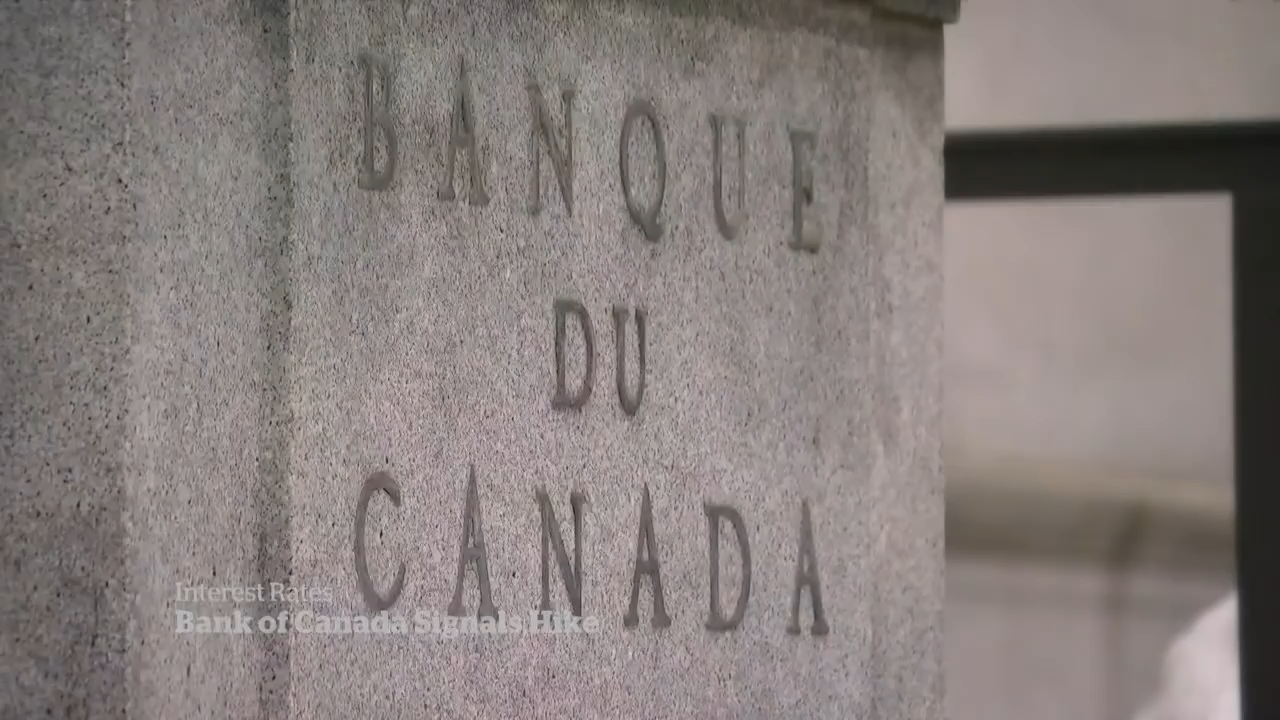 BANQUE
DU
CANADA
Interest Rates
Bank of Canada Signals Hike